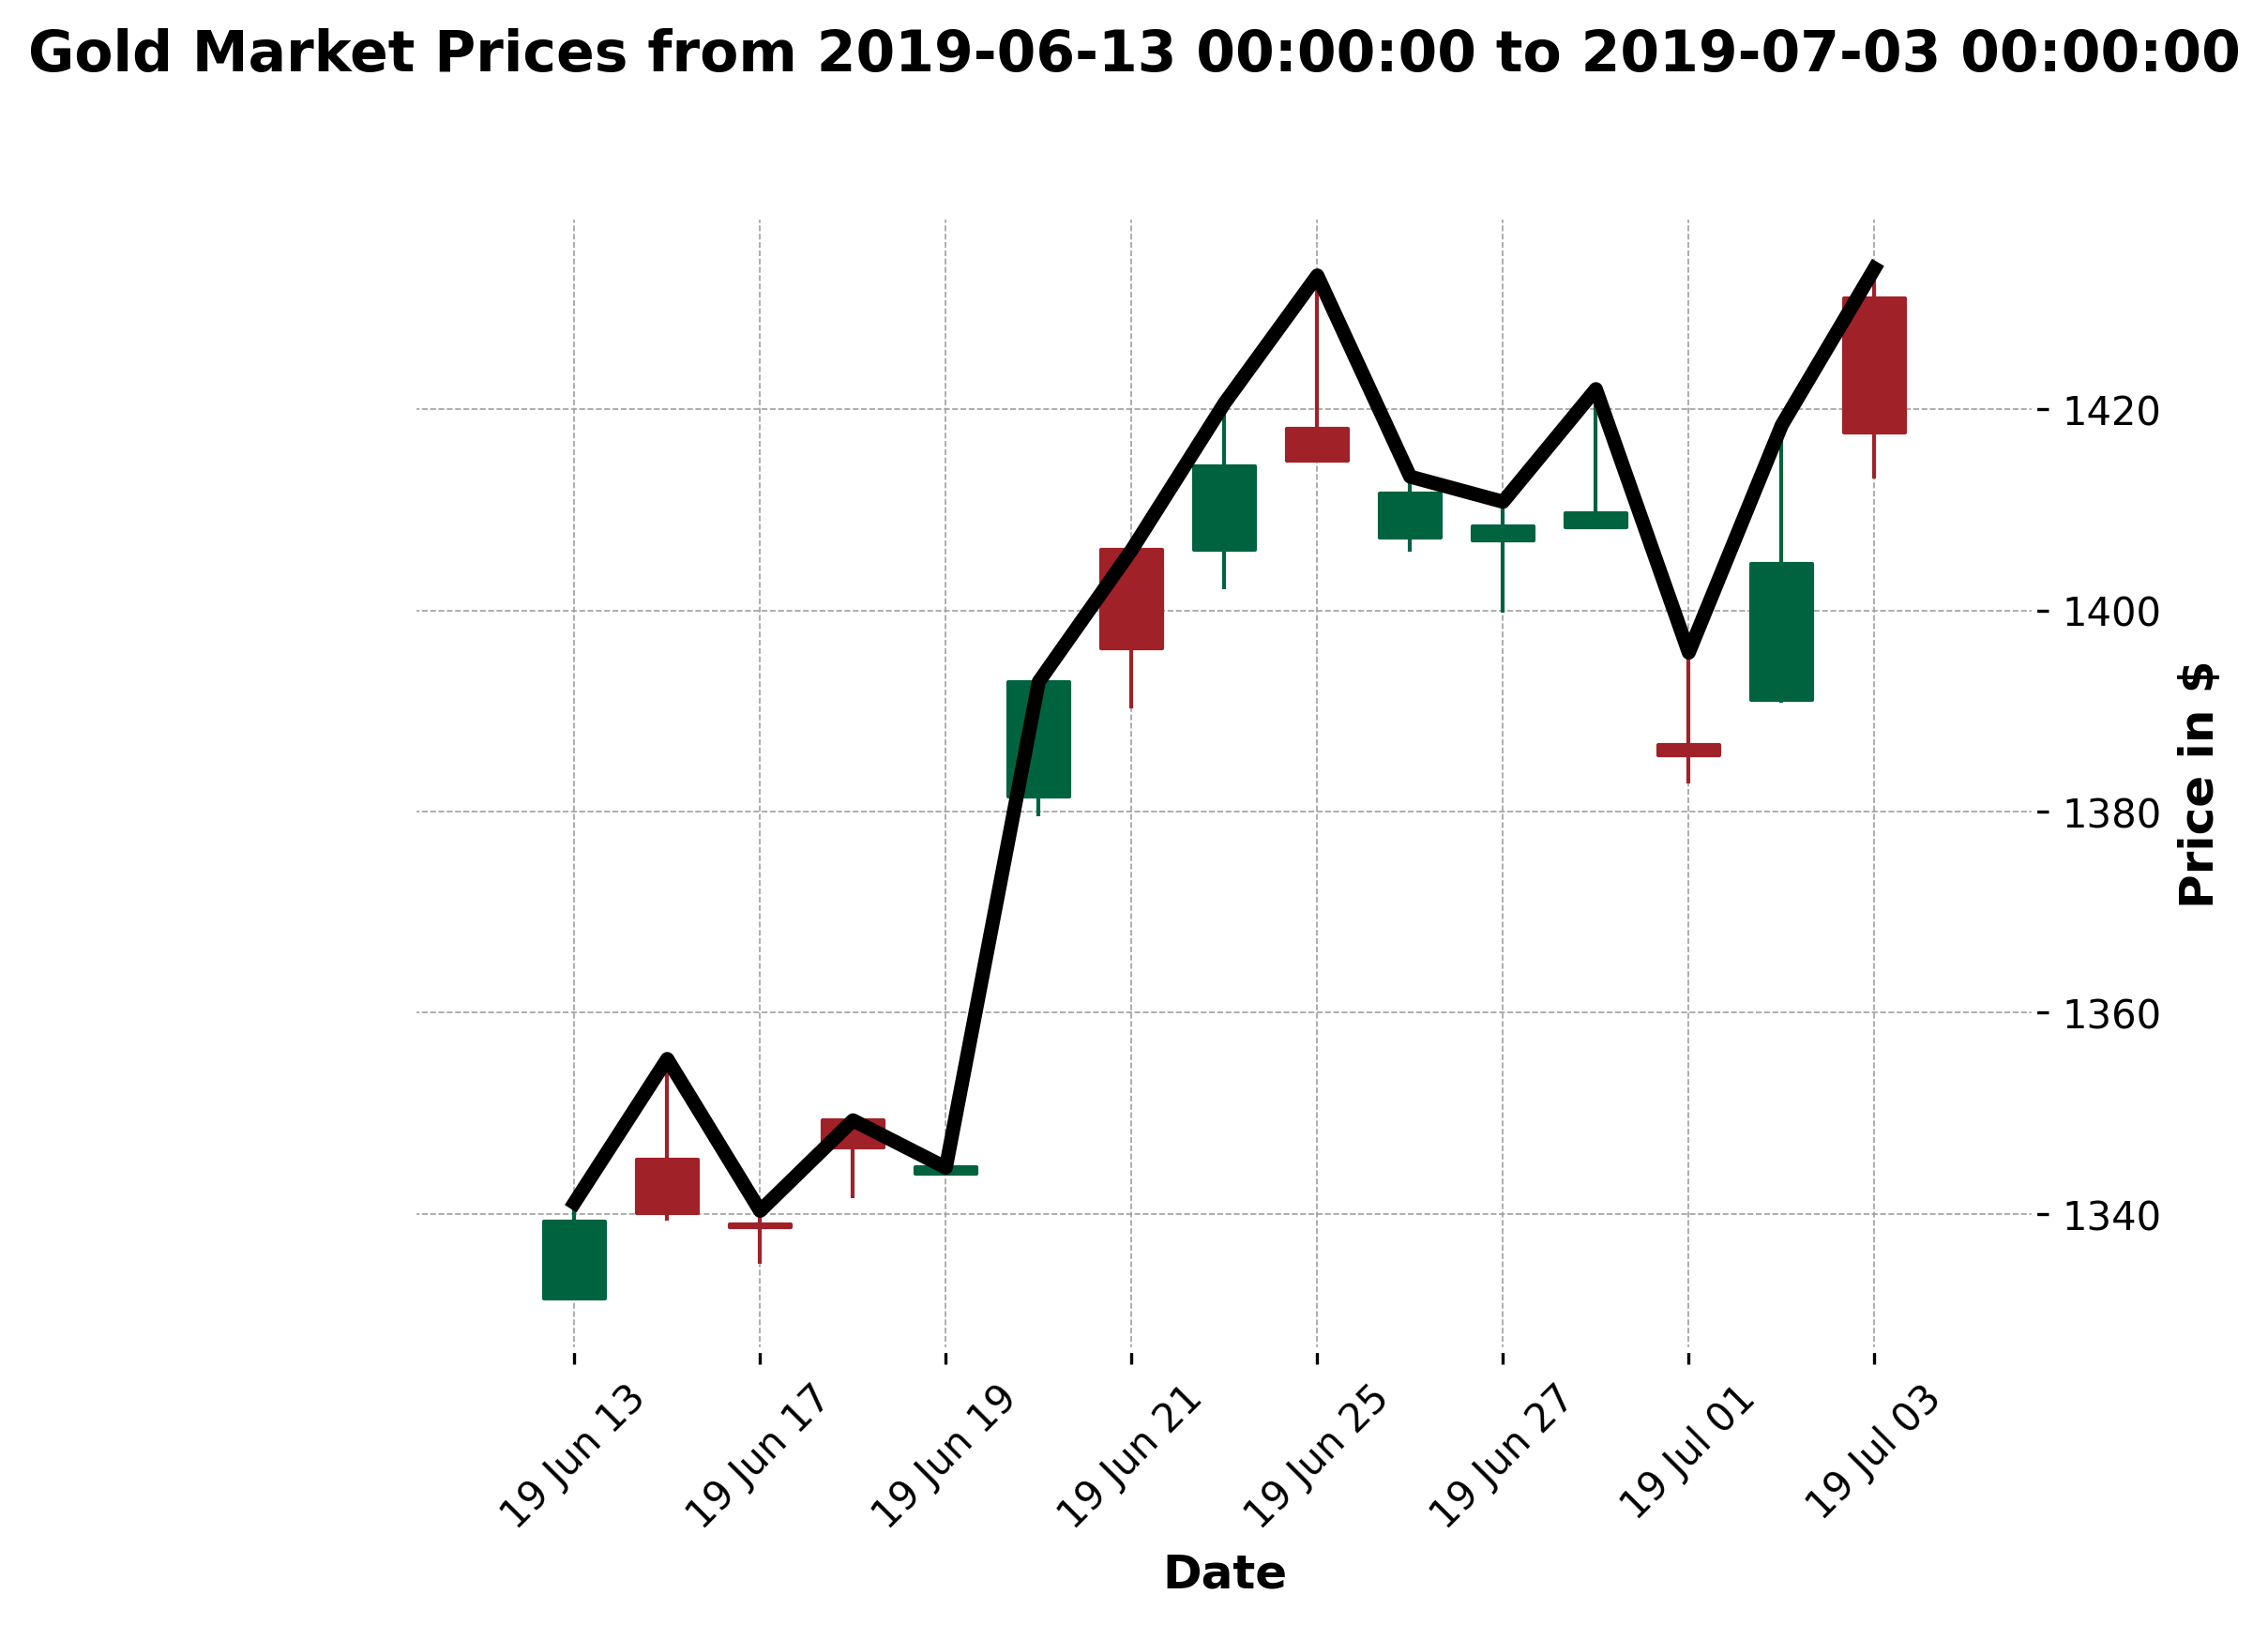 Gold Market Prices from 2019-06-13 00:00:00 to 2019-07-03 00:00:00
1420
1400
1380
1360
1340
Price in $
19 Jun 13
19 Jun 17
19 Jun 19
19 Jun 21
19 Jun 25
19 Jun 27
19 Jul 01
19 Jul 03
Date